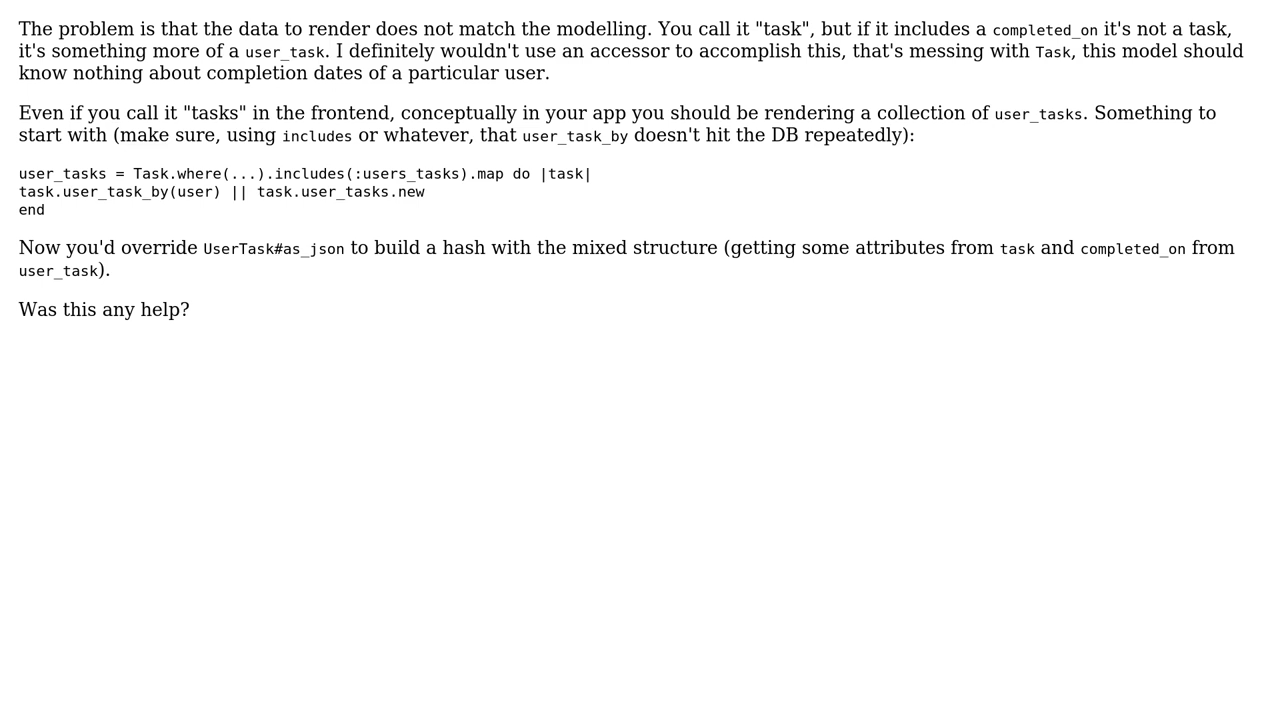 The problem is that the data to render does not match the modelling. You call it "task", but if it includes a completed_on it's not a task,
it's something more of a user_task. I definitely wouldn't use an accessor to accomplish this, that's messing with Task, this model should
know nothing about completion dates of a particular user.
Even if you call it "tasks" in the frontend, conceptually in your app you should be rendering a collection of user_tasks. Something to
start with (make sure, using includes or whatever, that user_task_by doesn't hit the DB repeatedly):
user_tasks = Task.where(...).includes(:users_tasks).map do |task|
task.user_task_by(user) || task.user_tasks.new
end
Now you'd override UserTask#as_json to build a hash with the mixed structure (getting some attributes from task and completed_on from
user_task).
Was this any help?